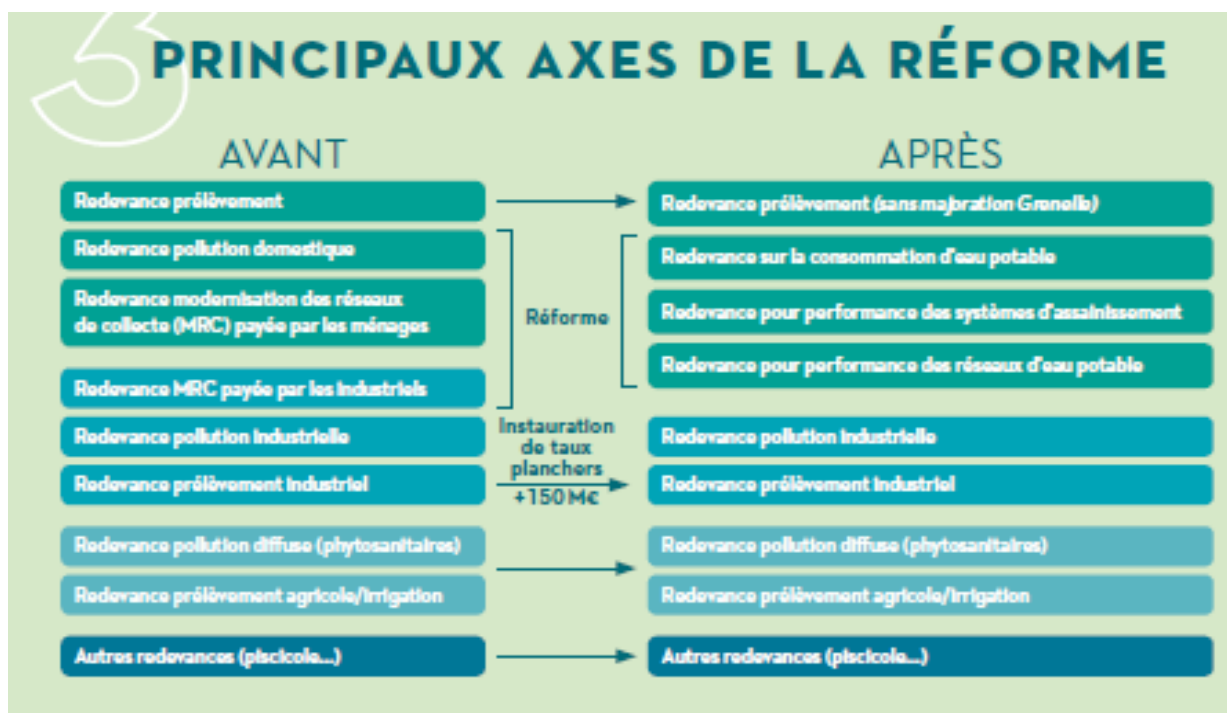 3
PRINCIPAUX AXES DE LA RÉFORME
AVANT
Redevance prélèvement
Redevance pollution domestique
Redevance modernisation des réseaux
de collecte (MRC) payée par les ménages
Redevance MRC payée par les industriels
Redevance pollution industrielle
Redevance prélèvement industriel
Redevance pollution diffuse (phytosanitaires)
Redevance prélèvement agricole/irrigation
Autres redevances (piscicole...)
Réforme
Instauration
de taux
planchers
+150 M€
APRÈS
Redevance prélèvement (sans majoration Grenelle)
Redevance sur la consommation d'eau potable
Redevance pour performance des systèmes d'assainissement
Redevance pour performance des réseaux d'eau potable
Redevance pollution industrielle
Redevance prélèvement industriel
Redevance pollution diffuse (phytosanitaires)
Redevance prélèvement agricole/irrigation
Autres redevances (piscicole...)